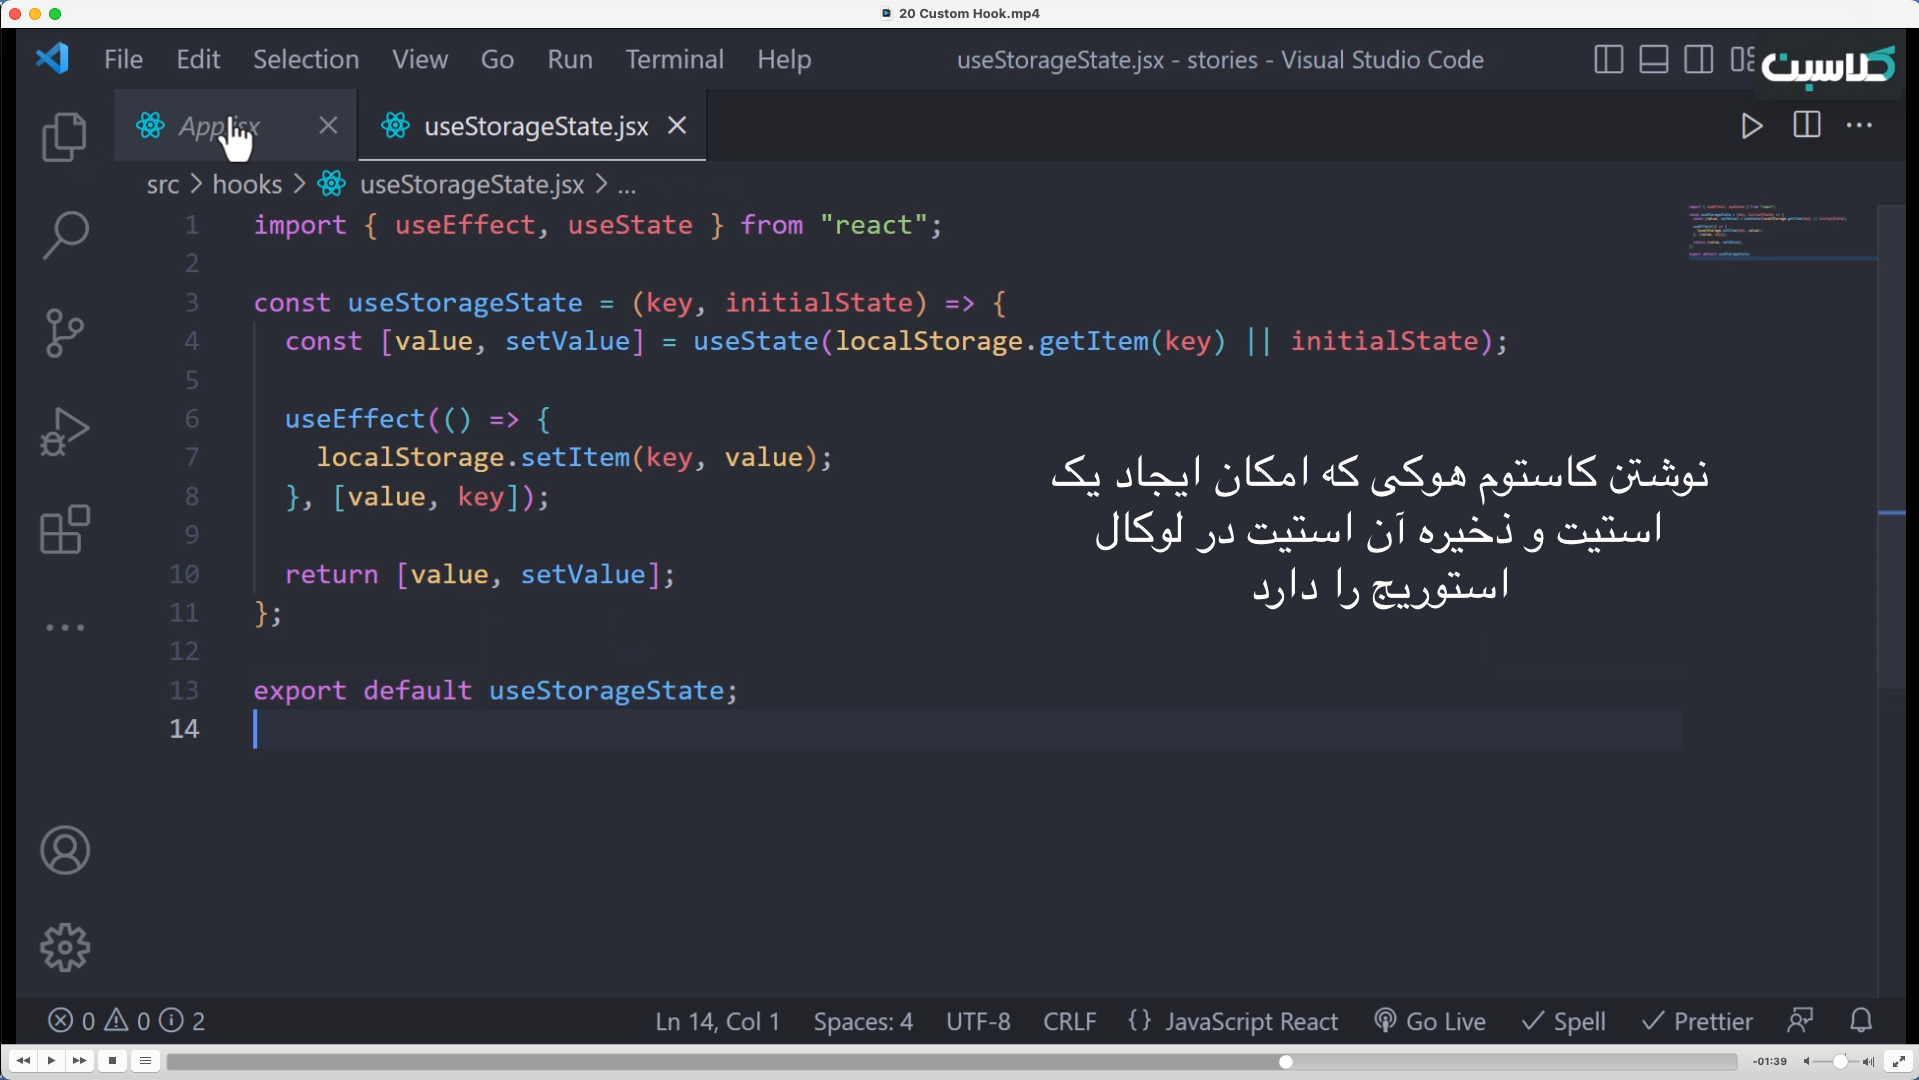 20 Custom Hook.mp4
File Edit Selection View Go Run Terminal Help
useStorageState.jsx - stories - Visual Studio Code
کلاسبن
App.jsx
useStorageState.jsx
src > hooks > useStorageState.jsx > ...
1 import { useEffect, useState } from "react";
2
3 const useStorageState = (key, initialState) => {
4 const [value, setValue] = useState(localStorage.getItem(key) || initialState);
5
6 useEffect(() => {
7 localStorage.setItem(key, value);
8 }, [value, key]);
9
10 return [value, setValue];
11 };
12
13 export default useStorageState;
14
نوشتن کاستوم هوکی که امکان ایجاد یک
استیت و ذخیره آن استیت در لوکال
استوریج را دارد
0 0 2
Ln 14, Col 1 Spaces: 4 UTF-8 CRLF {} JavaScript React Go Live Spell Prettier
-01:39